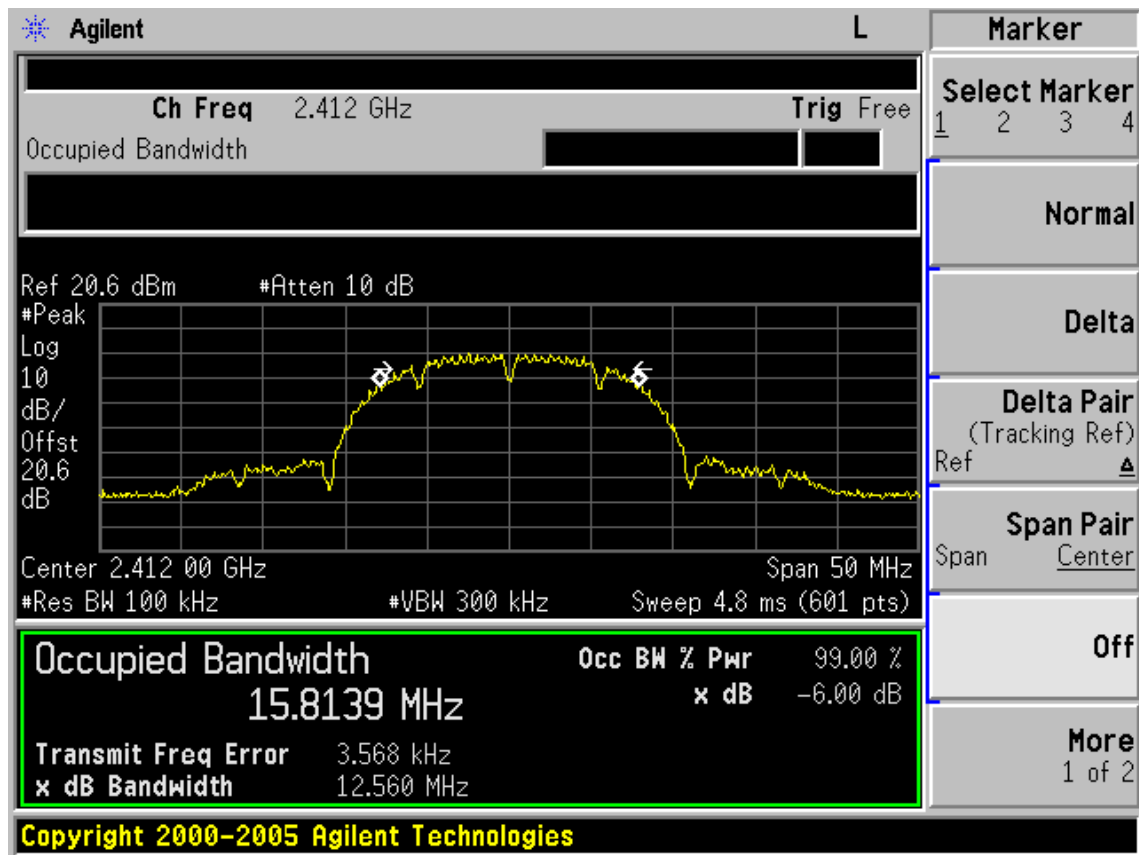 Agilent L
Marker
Ch Freq 2.412 GHz Trig Free
Occupied Bandwidth
Select Marker
1 2 3 4
Normal
Delta
Delta Pair
(Tracking Ref)
Ref Δ
Span Pair
Span Center
Off
More
1 of 2
Ref 20.6 dBm #Atten 10 dB
#Peak
Log
10
dB/
Offst
20.6
dB
Center 2.412 00 GHz Span 50 MHz
#Res BW 100 kHz #VBW 300 kHz Sweep 4.8 ms (601 pts)
Occupied Bandwidth Occ BW % Pwr 99.00 %
15.8139 MHz x dB -6.00 dB
Transmit Freq Error 3.568 kHz
x dB Bandwidth 12.560 MHz
Copyright 2000-2005 Agilent Technologies